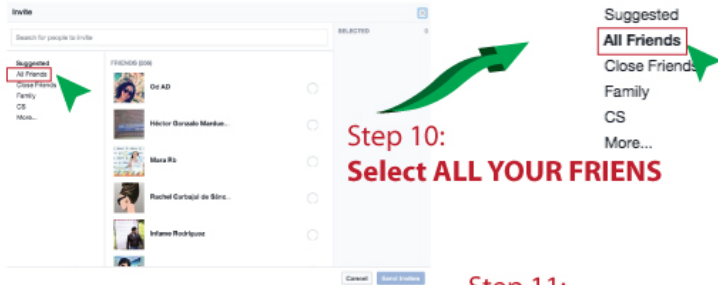 Invite
Search for people to invite
SELECTED 0
Suggested
All Friends
Close Friends
Family
CS
More...
FRIENDS
Od AD
Héctor Gonzalo Mardue...
Mara Rb
Rachel Carbajal de Sánc...
Infame Rodriguez
Cancel
Send Invites
Suggested
All Friends
Close Friends
Family
CS
More...
Step 10:
Select ALL YOUR FRIENS
Step 11: